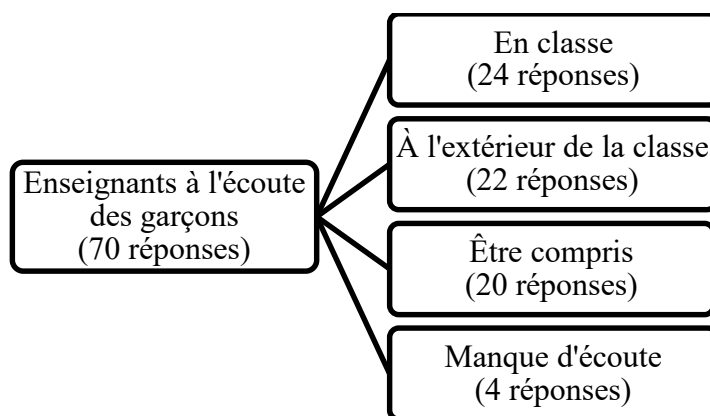 En classe
(24 réponses)
À l'extérieur de la classe
(22 réponses)
Enseignants à l'écoute
des garçons
(70 réponses)
Être compris
(20 réponses)
Manque d'écoute
(4 réponses)